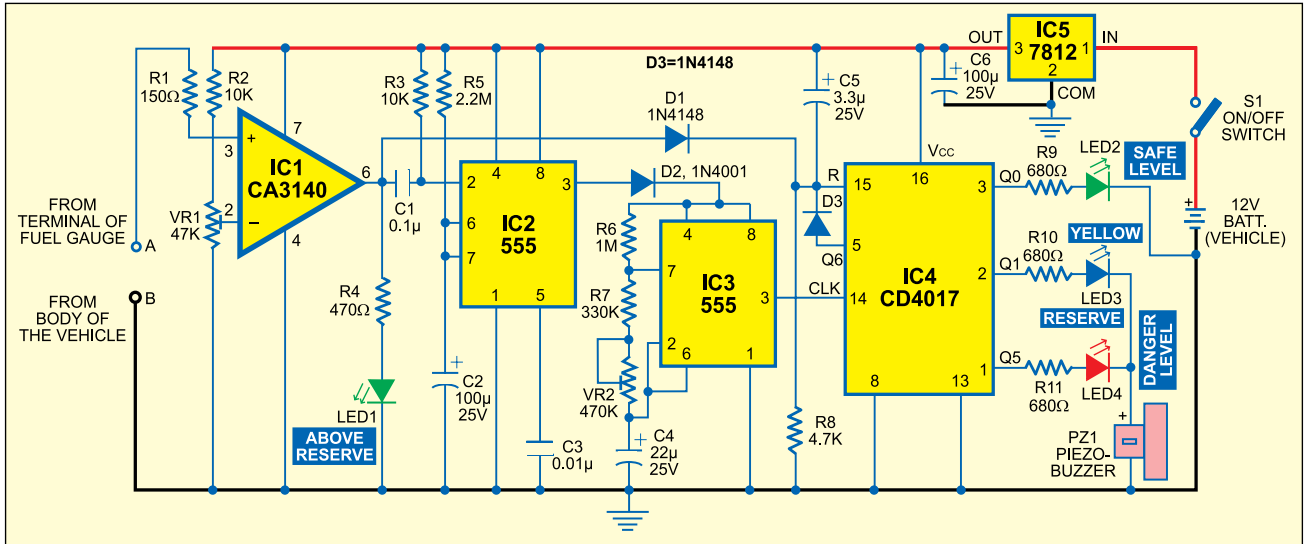 FROM
TERMINAL OF
FUEL GAUGE
A
B
FROM
BODY OF
THE VEHICLE
R1
150Ω
R2
10K
VR1
47K
3
+
2
−
7
4
6
IC1
CA3140
R4
470Ω
LED1
ABOVE
RESERVE
C1
0.1µ
R3
10K
R5
2.2M
2
6
7
4
8
3
1
5
IC2
555
+
C2
100µ
25V
C3
0.01µ
D1
1N4148
D3=1N4148
D2, 1N4001
R6
1M
R7
330K
VR2
470K
+
C4
22µ
25V
4
8
7
2
6
3
1
IC3
555
+
C5
3.3µ
25V
R8
4.7K
D3
R
15
5
Q6
CLK
14
Vcc
16
IC4
CD4017
8
13
3
Q0
2
Q1
1
Q5
+
C6
100µ
25V
OUT
3
IC5
7812
1
IN
2
COM
S1
ON/OFF
SWITCH
R9
680Ω
LED2
SAFE
LEVEL
R10
680Ω
YELLOW
LED3
RESERVE
R11
680Ω
LED4
DANGER
LEVEL
+
12V
BATT.
(VEHICLE)
+
PZ1
PIEZO-
BUZZER